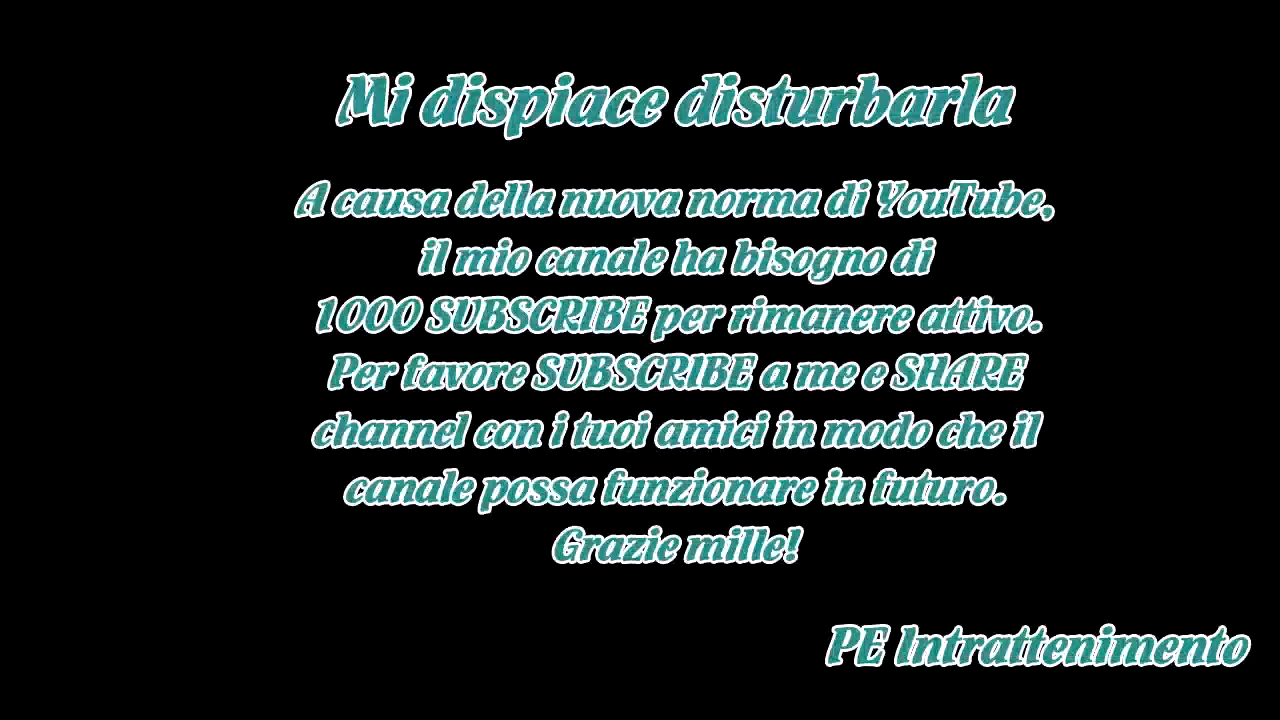 Mi dispiace disturbarla
A causa della nuova norma di YouTube,
il mio canale ha bisogno di
1000 SUBSCRIBE per rimanere attivo.
Per favore SUBSCRIBE a me e SHARE
channel con i tuoi amici in modo che il
canale possa funzionare in futuro.
Grazie mille!
PE Intrattenimento